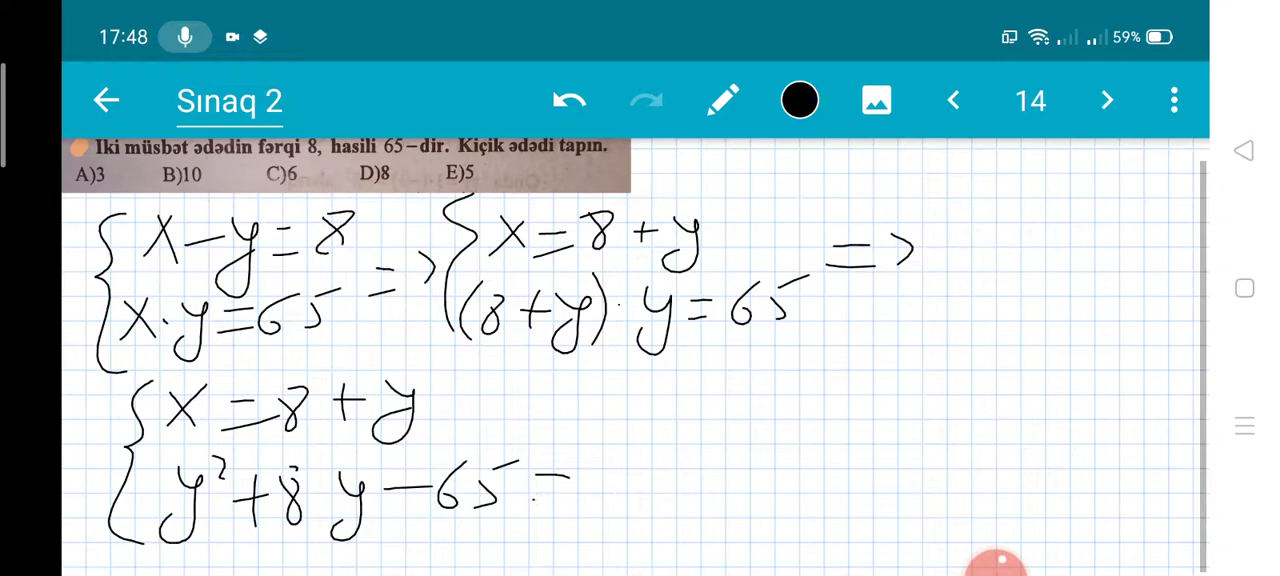 17:48 59%
Sınaq 2 14
Iki müsbət ədədin fərqi 8, hasili 65-dir. Kiçik ədədi tapın.
A)3 B)10 C)6 D)8 E)5
x - y = 8 => x = 8 + y =>
x · y = 65 (8 + y) · y = 65
x = 8 + y
y² + 8y - 65 =